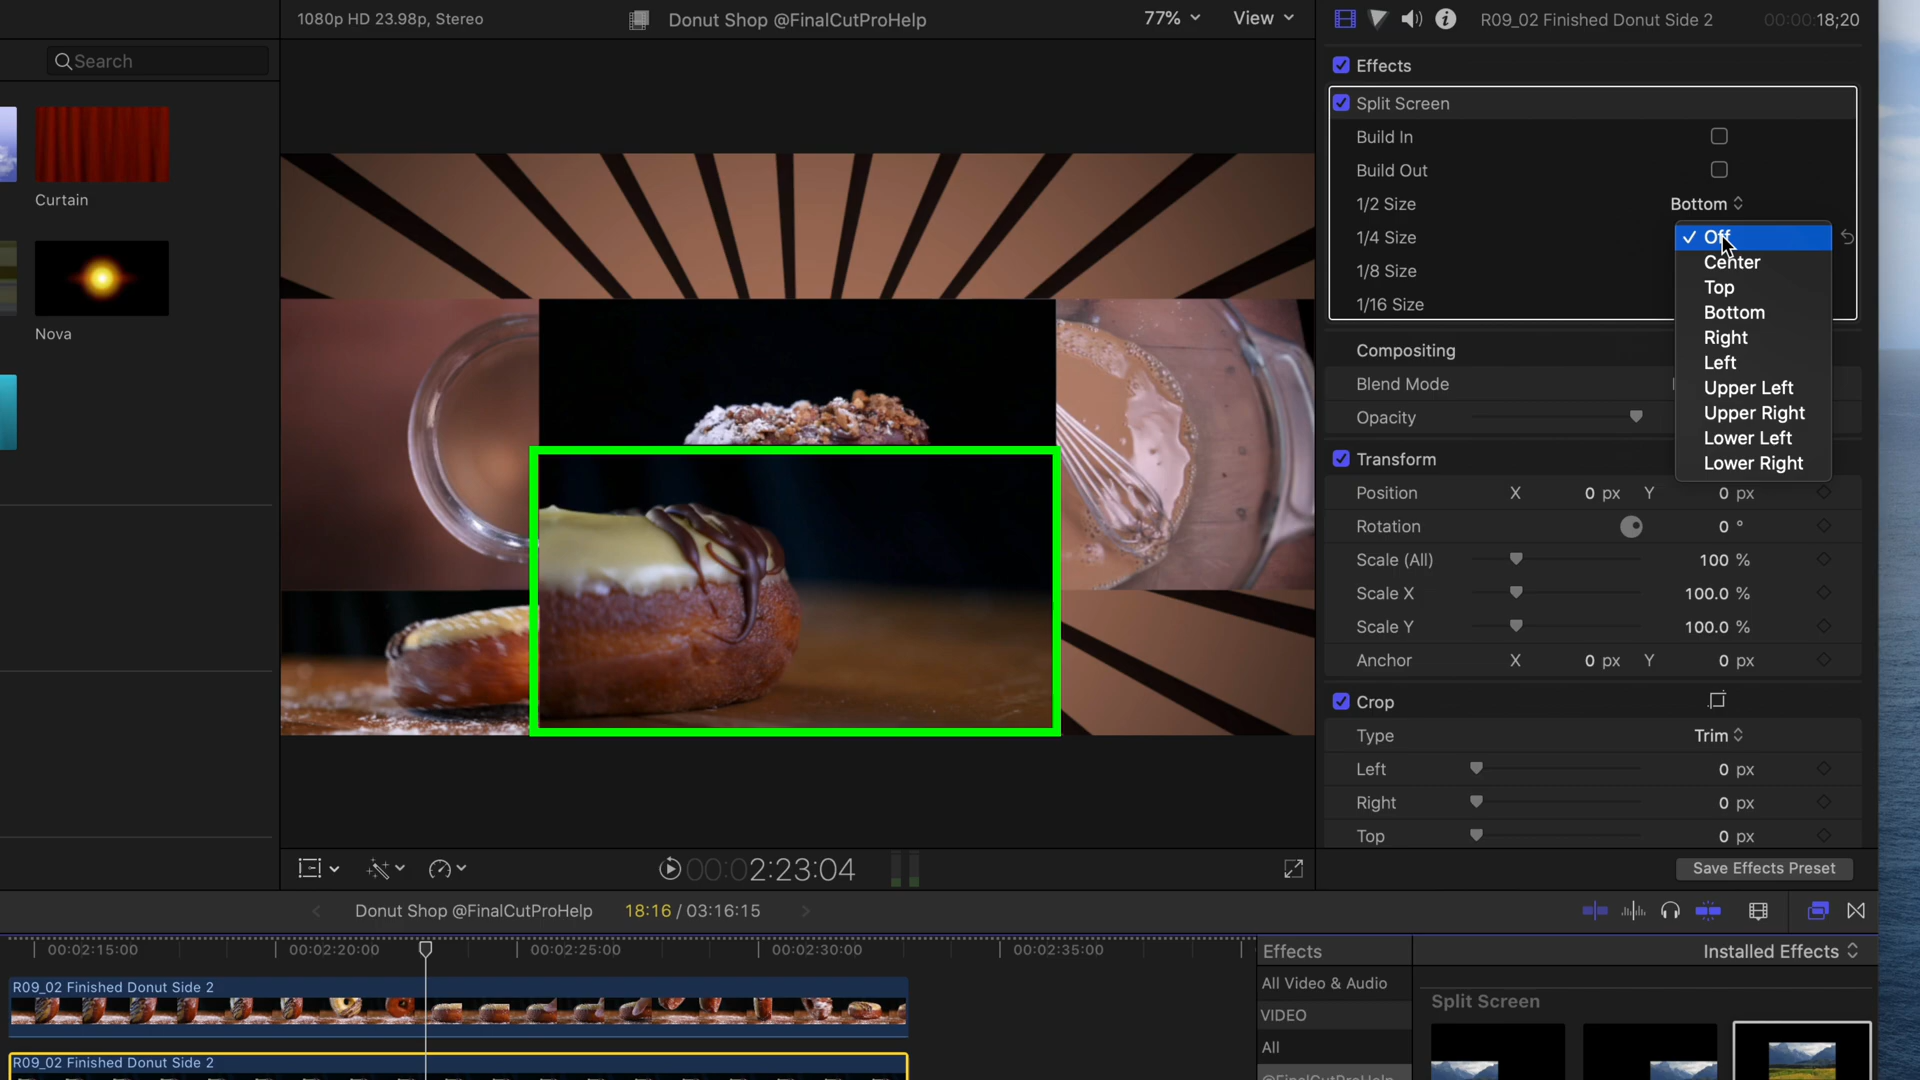 1080p HD 23.98p, Stereo
Donut Shop @FinalCutProHelp
77%
View
R09_02 Finished Donut Side 2
00:00:18;20
Search
Curtain
Nova
Effects
Split Screen
Build In
Build Out
1/2 Size
Bottom
1/4 Size
1/8 Size
1/16 Size
Off
Center
Top
Bottom
Right
Left
Upper Left
Upper Right
Lower Left
Lower Right
Compositing
Blend Mode
Opacity
Transform
Position X 0 px Y 0 px
Rotation 0 °
Scale (All) 100 %
Scale X 100.0 %
Scale Y 100.0 %
Anchor X 0 px Y 0 px
Crop
Type Trim
Left 0 px
Right 0 px
Top 0 px
Save Effects Preset
00:02:23:04
Donut Shop @FinalCutProHelp
18:16 / 03:16:15
00:02:15:00
00:02:20:00
00:02:25:00
00:02:30:00
00:02:35:00
R09_02 Finished Donut Side 2
R09_02 Finished Donut Side 2
Effects
Installed Effects
All Video & Audio
VIDEO
All
@FinalCutProHelp
Split Screen